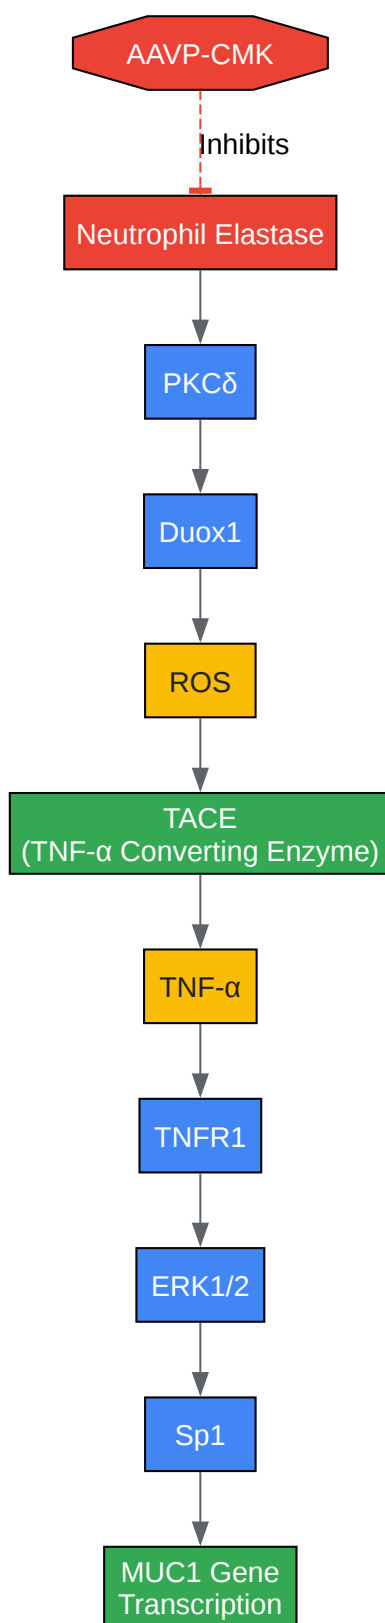 AAVP-CMK
Inhibits
Neutrophil Elastase
PKCδ
Duox1
ROS
TACE
(TNF-α Converting Enzyme)
TNF-α
TNFR1
ERK1/2
Sp1
MUC1 Gene
Transcription